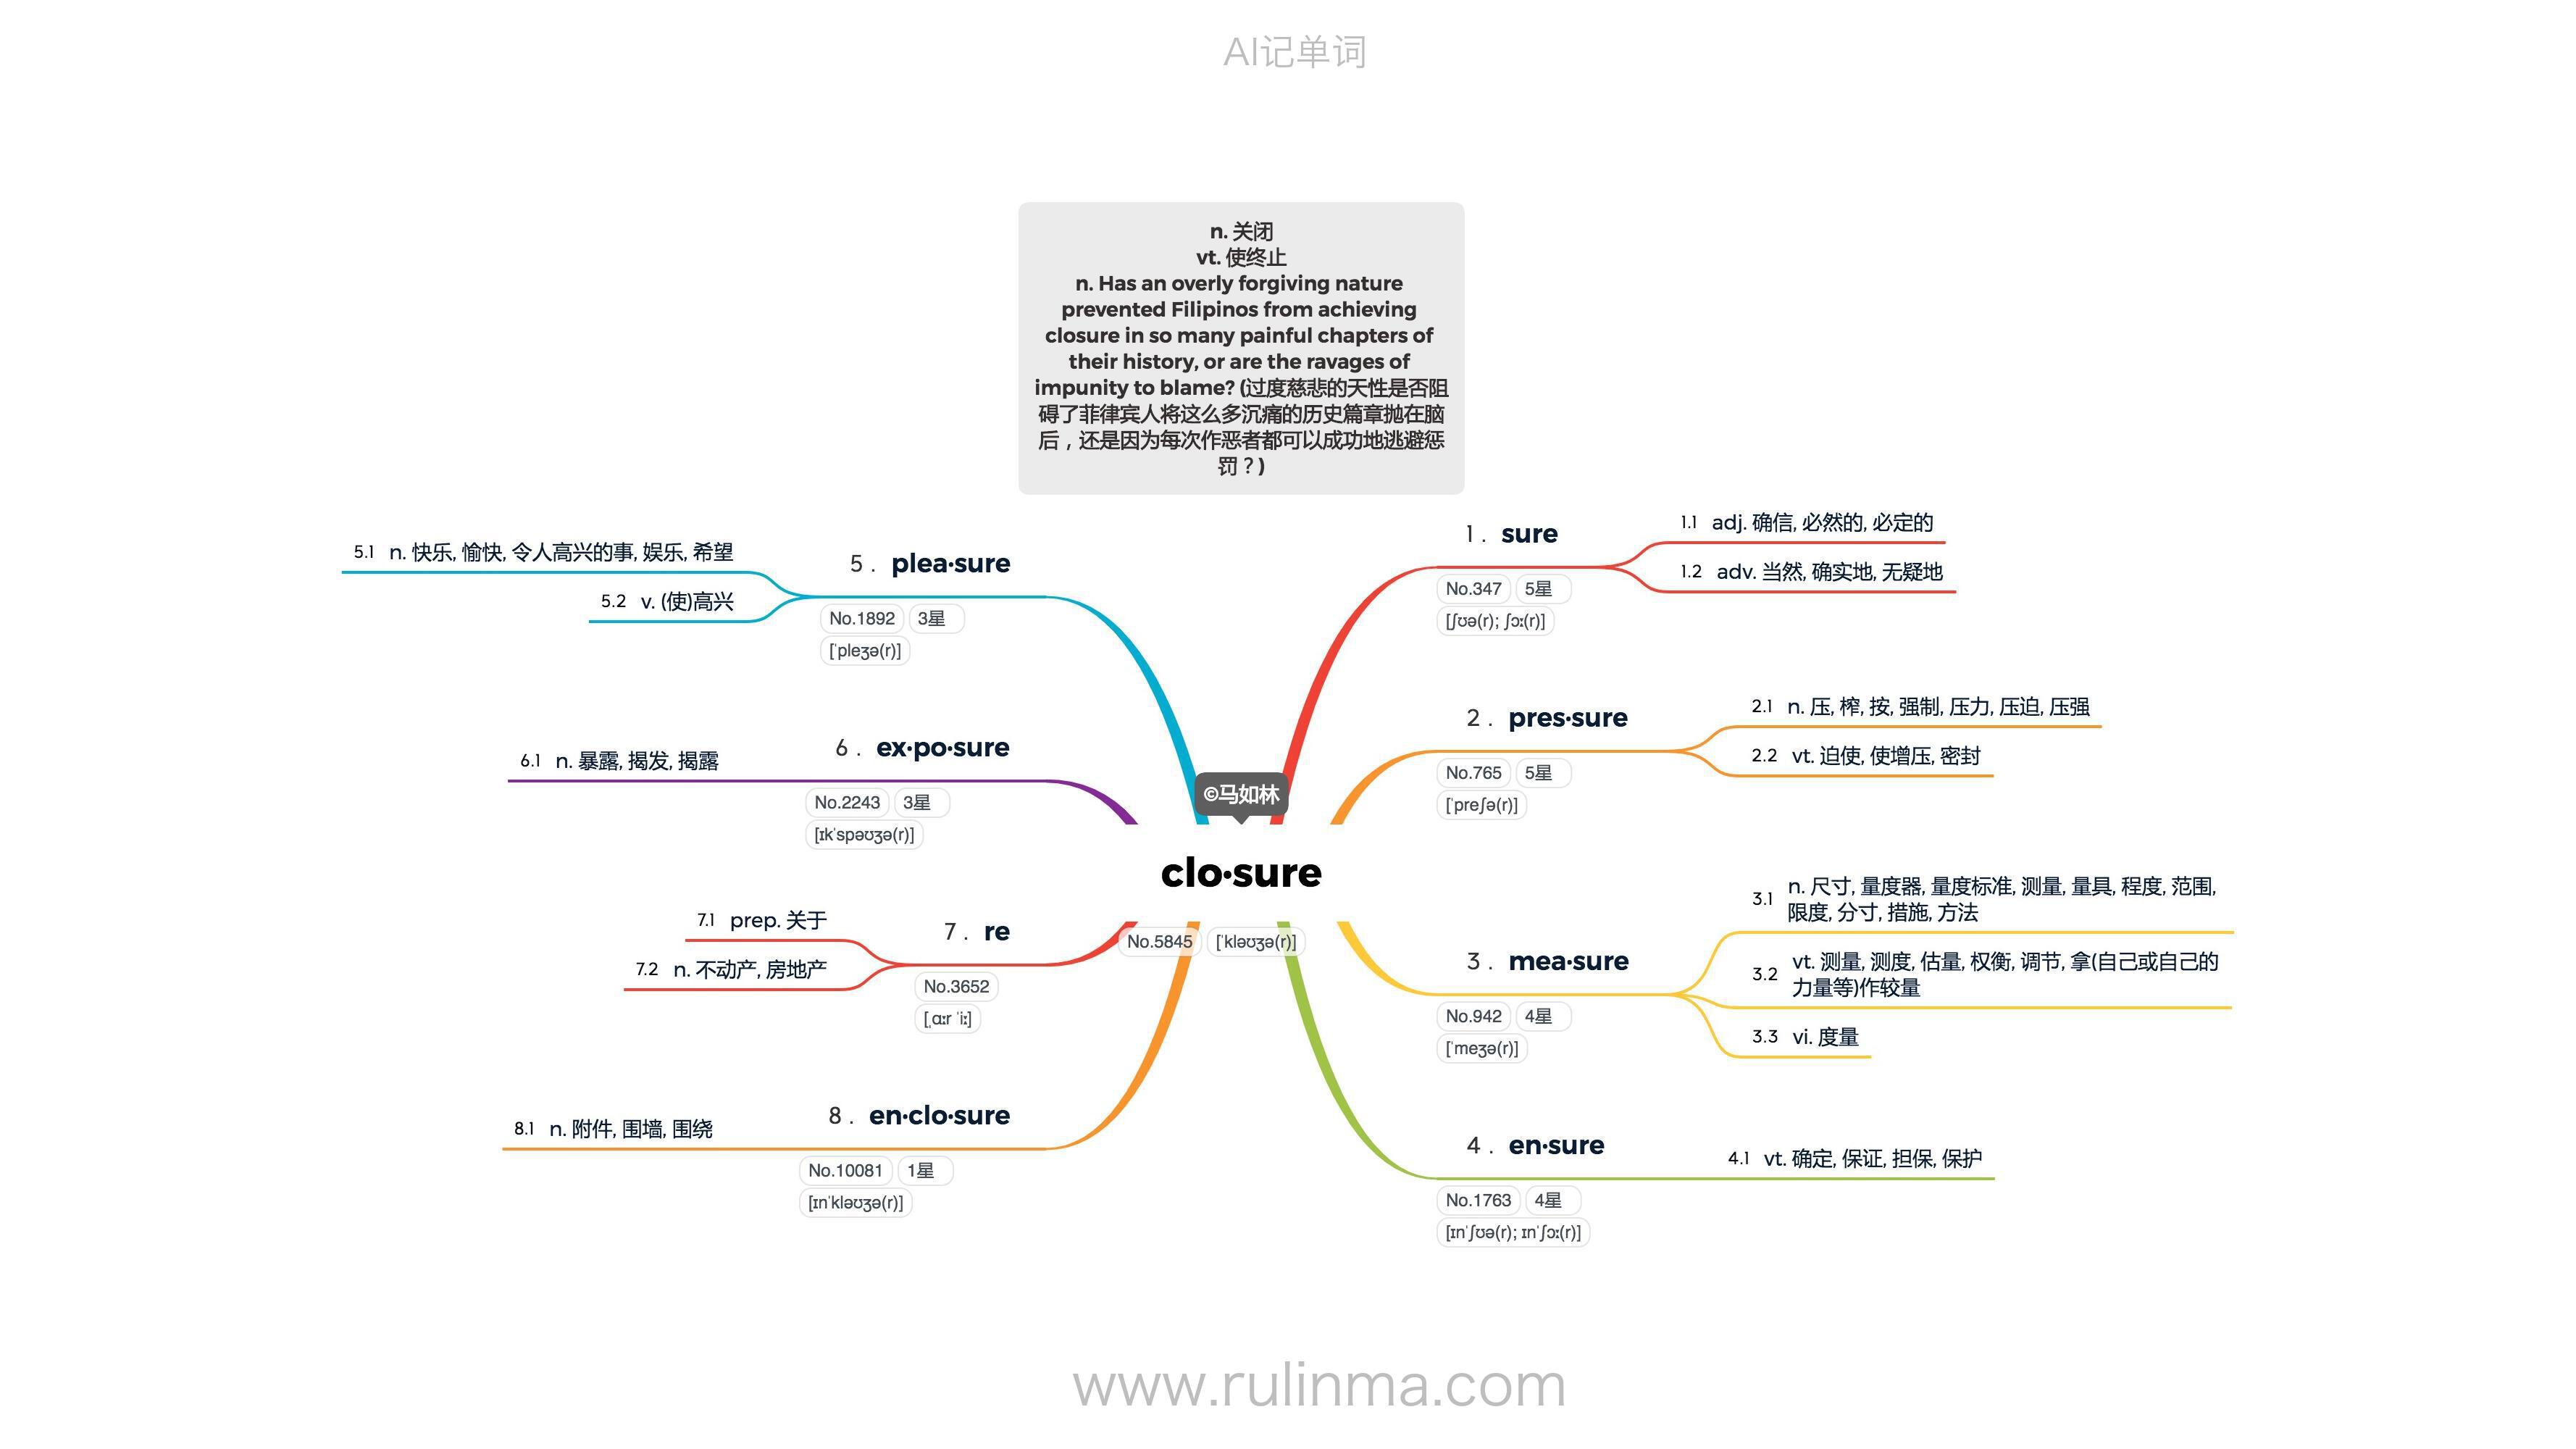 AI记单词
n. 关闭
vt. 使终止
n. Has an overly forgiving nature
prevented Filipinos from achieving
closure in so many painful chapters of
their history, or are the ravages of
impunity to blame? (过度慈悲的天性是否阻
碍了菲律宾人将这么多沉痛的历史篇章抛在脑
后，还是因为每次作恶者都可以成功地逃避惩
罚？)
©马如林
clo·sure
No.5845 [ˈkləʊʒə(r)]
1. sure
No.347 5星
[ʃʊə(r); ʃɔː(r)]
1.1 adj. 确信, 必然的, 必定的
1.2 adv. 当然, 确实地, 无疑地
2. pres·sure
No.765 5星
[ˈpreʃə(r)]
2.1 n. 压, 榨, 按, 强制, 压力, 压迫, 压强
2.2 vt. 迫使, 使增压, 密封
3. mea·sure
No.942 4星
[ˈmeʒə(r)]
3.1 n. 尺寸, 量度器, 量度标准, 测量, 量具, 程度, 范围,
限度, 分寸, 措施, 方法
3.2 vt. 测量, 测度, 估量, 权衡, 调节, 拿(自己或自己的
力量等)作较量
3.3 vi. 度量
4. en·sure
No.1763 4星
[ɪnˈʃʊə(r); ɪnˈʃɔː(r)]
4.1 vt. 确定, 保证, 担保, 保护
5. plea·sure
No.1892 3星
[ˈpleʒə(r)]
5.1 n. 快乐, 愉快, 令人高兴的事, 娱乐, 希望
5.2 v. (使)高兴
6. ex·po·sure
No.2243 3星
[ɪkˈspəʊʒə(r)]
6.1 n. 暴露, 揭发, 揭露
7. re
No.3652
[ˌɑːr ˈiː]
7.1 prep. 关于
7.2 n. 不动产, 房地产
8. en·clo·sure
No.10081 1星
[ɪnˈkləʊʒə(r)]
8.1 n. 附件, 围墙, 围绕
www.rulinma.com